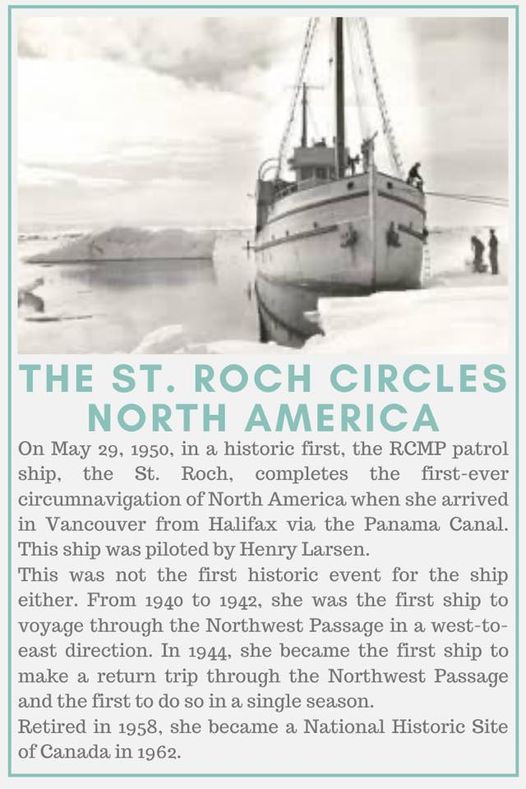 THE ST. ROCH CIRCLES
NORTH AMERICA
On May 29, 1950, in a historic first, the RCMP patrol
ship, the St. Roch, completes the first-ever
circumnavigation of North America when she arrived
in Vancouver from Halifax via the Panama Canal.
This ship was piloted by Henry Larsen.
This was not the first historic event for the ship
either. From 1940 to 1942, she was the first ship to
voyage through the Northwest Passage in a west-to-
east direction. In 1944, she became the first ship to
make a return trip through the Northwest Passage
and the first to do so in a single season.
Retired in 1958, she became a National Historic Site
of Canada in 1962.